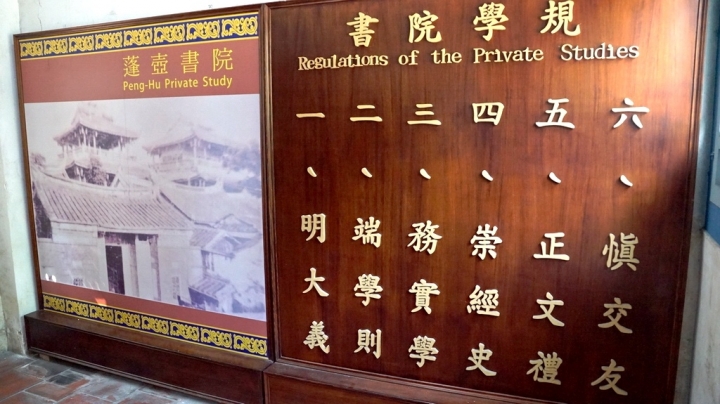 蓬壺書院
Peng-Hu Private Study
書院學規
Regulations of the Private Studies
一、明大義
二、端學則
三、務實學
四、崇經史
五、正文禮
六、慎交友